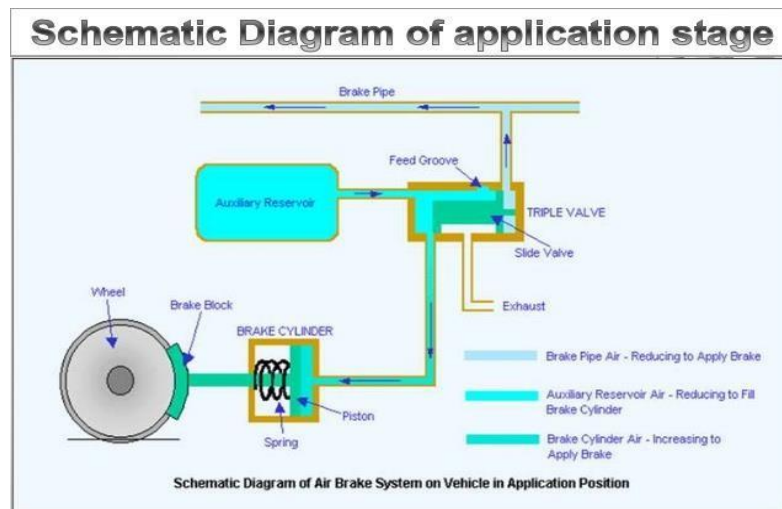 Schematic Diagram of application stage
Brake Pipe
Feed Groove
Auxiliary Reservoir
TRIPLE VALVE
Slide Valve
Wheel
Brake Block
Exhaust
BRAKE CYLINDER
Brake Pipe Air - Reducing to Apply Brake
Auxiliary Reservoir Air - Reducing to Fill
Brake Cylinder
Piston
Spring
Brake Cylinder Air - Increasing to
Apply Brake
Schematic Diagram of Air Brake System on Vehicle in Application Position